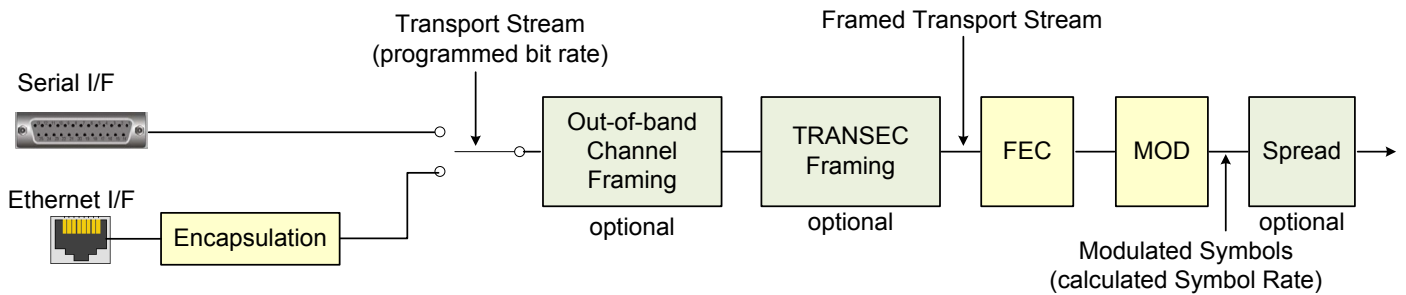 Transport Stream
(programmed bit rate)
Framed Transport Stream
Serial I/F
Out-of-band
Channel
Framing
optional
TRANSEC
Framing
optional
FEC
MOD
Spread
optional
Ethernet I/F
Encapsulation
Modulated Symbols
(calculated Symbol Rate)